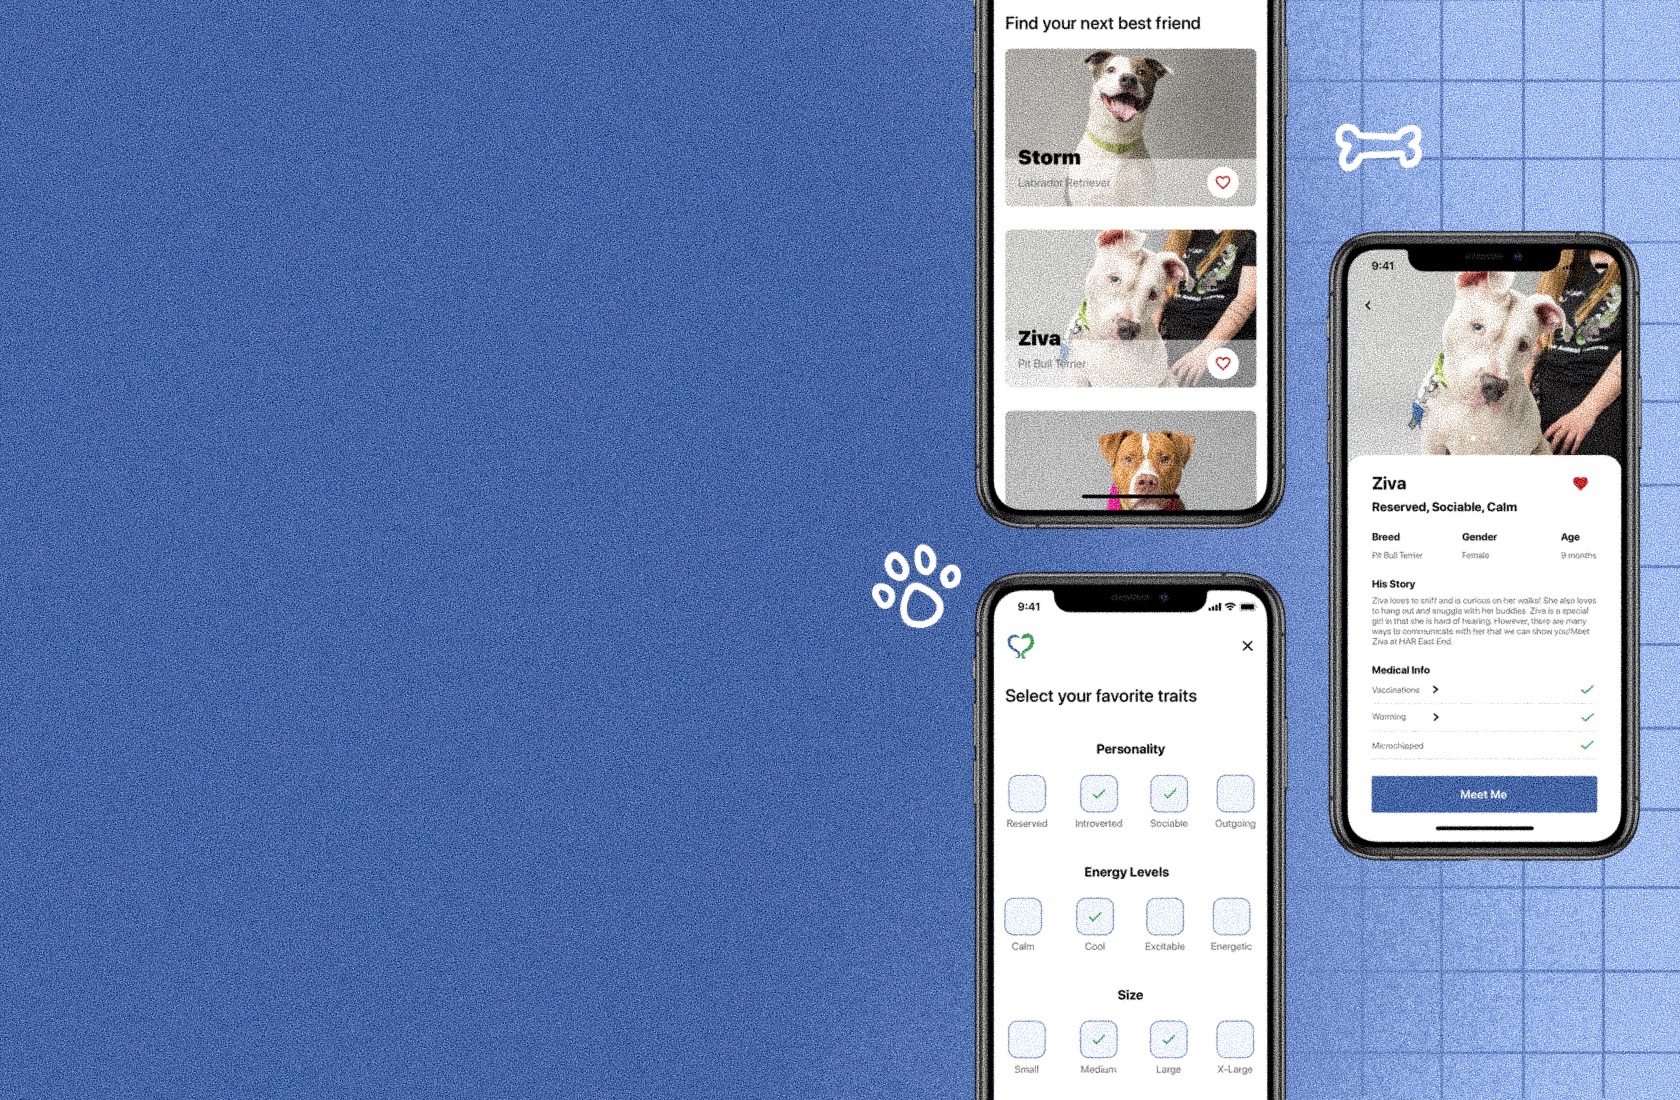 Find your next best friend
Storm
Labrador Retriever
Ziva
Pit Bull Terrier
9:41
Select your favorite traits
Personality
Reserved Introverted Sociable Outgoing
Energy Levels
Calm Cool Excitable Energetic
Size
Small Medium Large X-Large
9:41
Ziva
Reserved, Sociable, Calm
Breed Gender Age
Pit Bull Terrier Female 9 months
His Story
Ziva loves to sniff and is curious on her walks! She also loves
to hang out and snuggle with her buddies. Ziva is a special
girl in that she is hard of hearing. However, there are many
ways to communicate with her that we can show you!Meet
Ziva at HAR East End.
Medical Info
Vaccinations
Worming
Microchipped
Meet Me